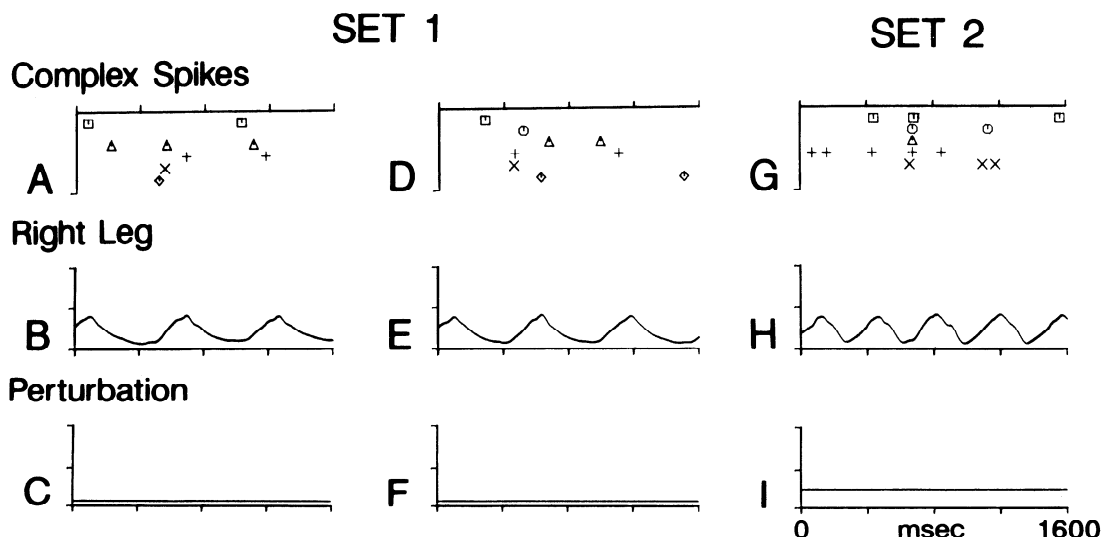 SET 1
SET 2
Complex Spikes
A
D
G
Right Leg
B
E
H
Perturbation
C
F
I
0 msec 1600